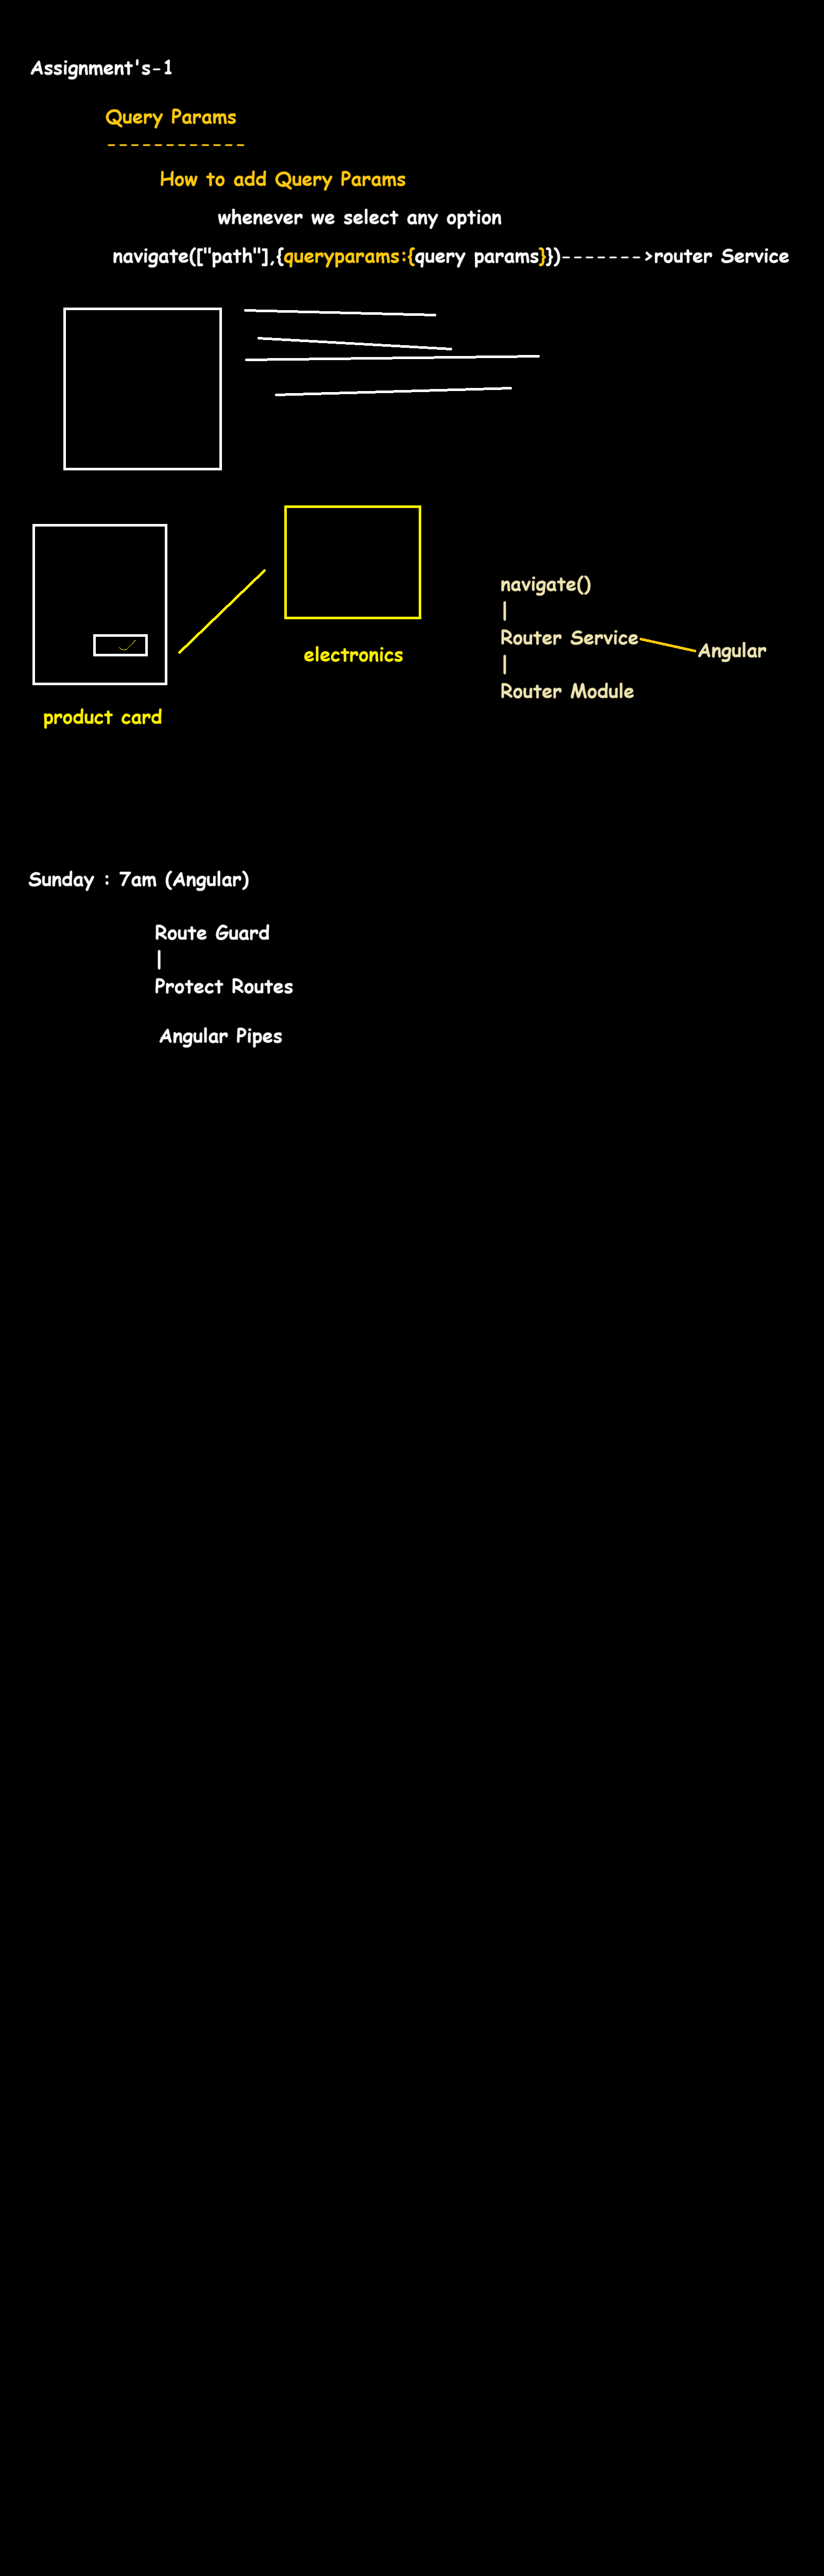 Assignment's-1
Query Params
------------
How to add Query Params
whenever we select any option
navigate(["path"],{queryparams:{query params}})------->router Service
navigate()
|
Router Service
Angular
|
Router Module
electronics
product card
Sunday : 7am (Angular)
Route Guard
|
Protect Routes
Angular Pipes